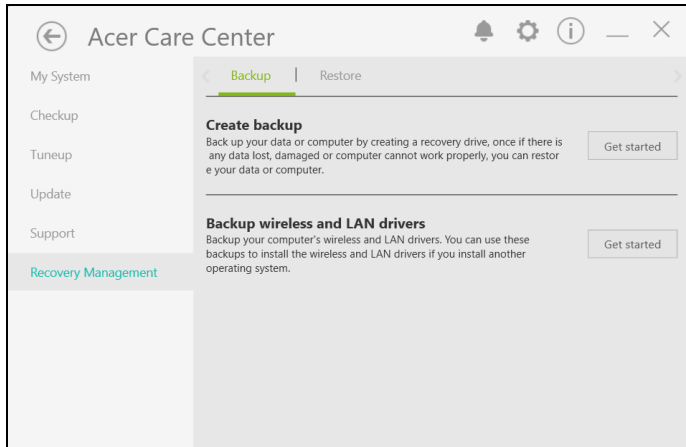 Acer Care Center
My System
Checkup
Tuneup
Update
Support
Recovery Management
Backup | Restore
Create backup
Back up your data or computer by creating a recovery drive, once if there is
any data lost, damaged or computer cannot work properly, you can restor
e your data or computer.
Get started
Backup wireless and LAN drivers
Backup your computer's wireless and LAN drivers. You can use these
backups to install the wireless and LAN drivers if you install another
operating system.
Get started